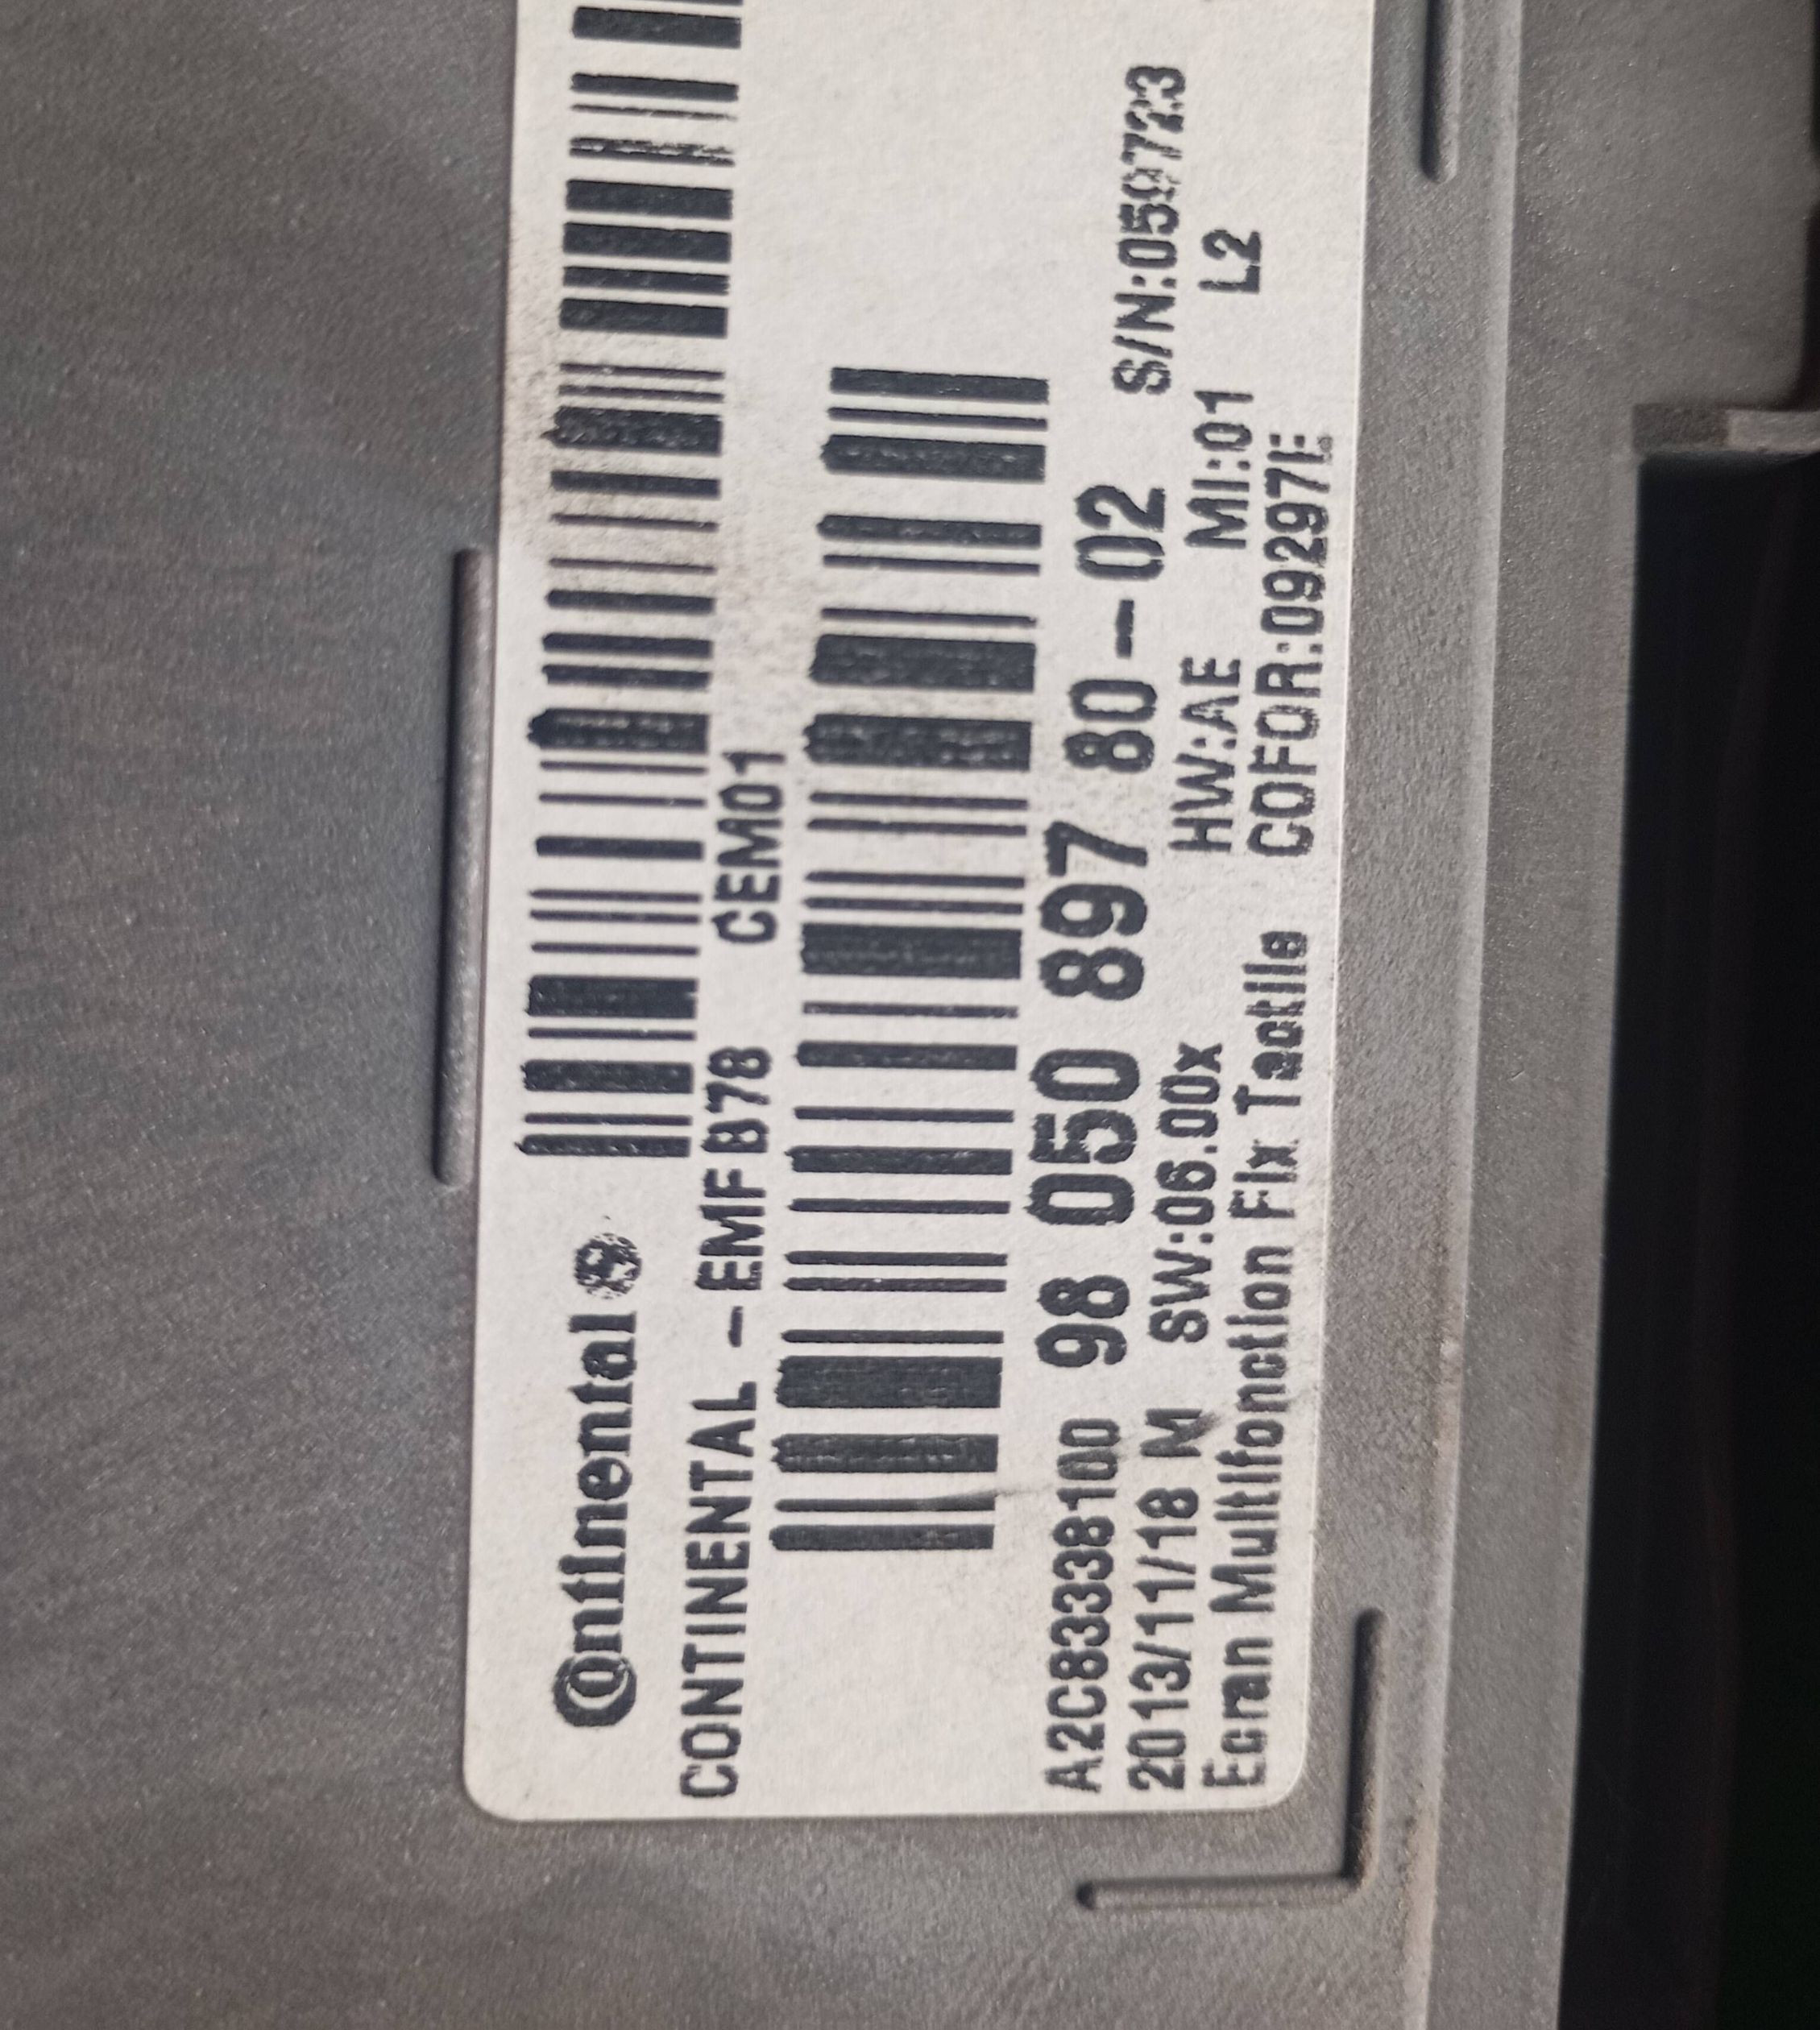 Continental
CONTINENTAL - EMF B78 CEM01
A2C83338100 98 050 897 80-02 S/N:059723
2013/11/18 M SW:06.00x HW:AE MI:01 L2
Ecran Multifonction Fix Tactile COFOR:09297E